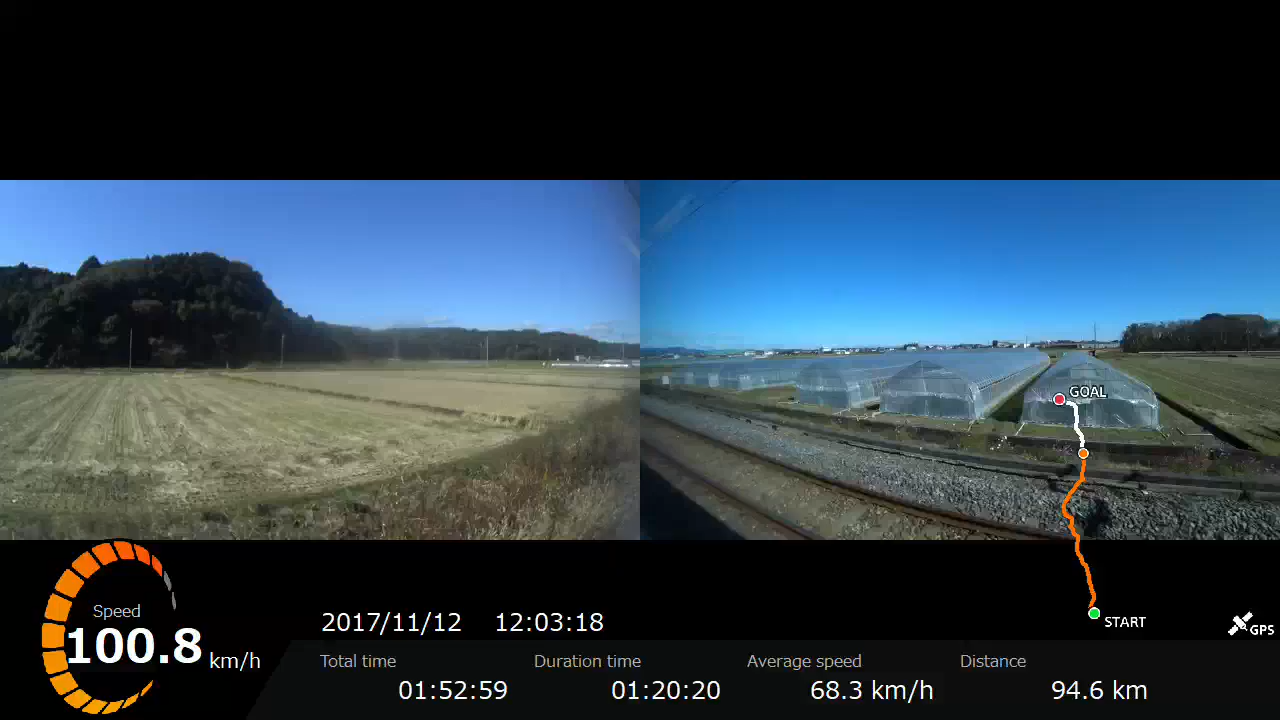 GOAL
START
GPS
Speed
100.8 km/h
2017/11/12 12:03:18
Total time
01:52:59
Duration time
01:20:20
Average speed
68.3 km/h
Distance
94.6 km